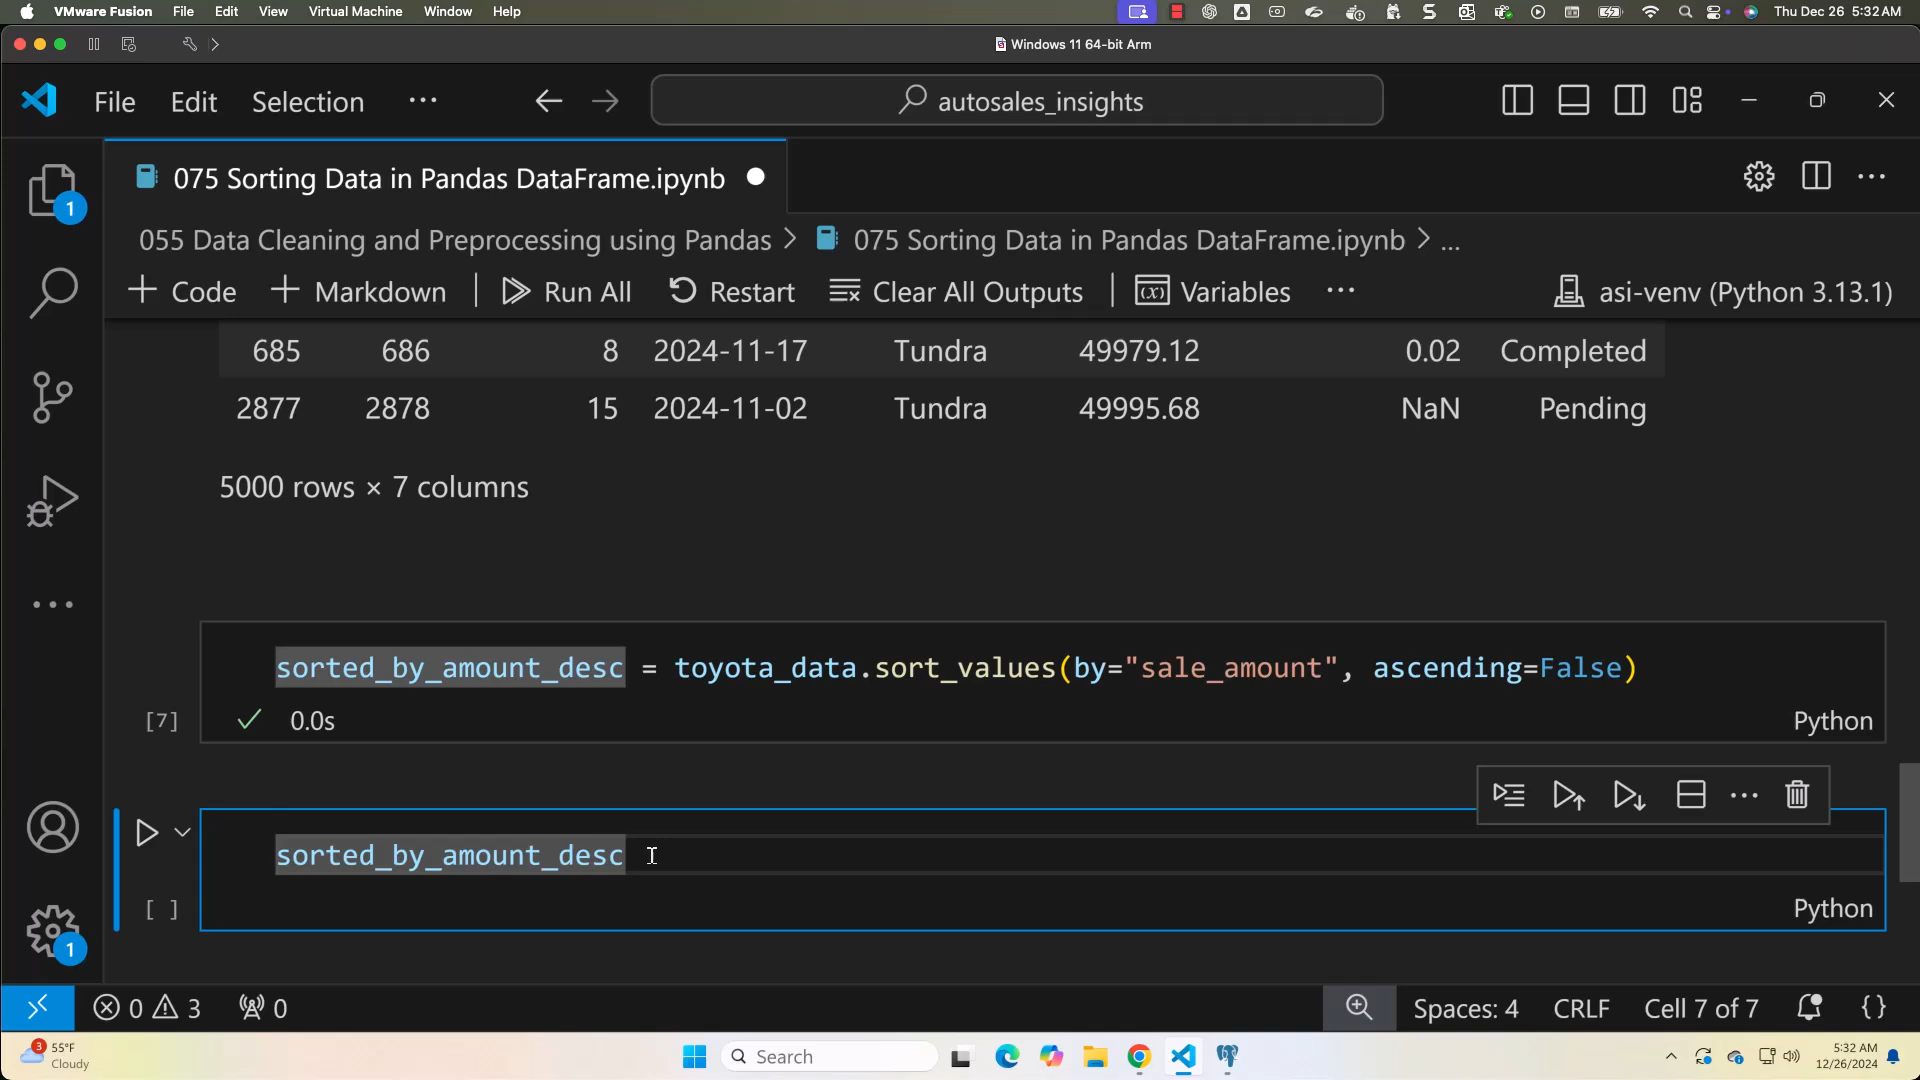 VMware Fusion File Edit View Virtual Machine Window Help Thu Dec 26 5:32 AM
Windows 11 64-bit Arm
File Edit Selection ··· autosales_insights
075 Sorting Data in Pandas DataFrame.ipynb
055 Data Cleaning and Preprocessing using Pandas > 075 Sorting Data in Pandas DataFrame.ipynb > ...
+ Code + Markdown Run All Restart Clear All Outputs Variables ··· asi-venv (Python 3.13.1)
685 686 8 2024-11-17 Tundra 49979.12 0.02 Completed
2877 2878 15 2024-11-02 Tundra 49995.68 NaN Pending
5000 rows × 7 columns
sorted_by_amount_desc = toyota_data.sort_values(by="sale_amount", ascending=False)
[7] 0.0s Python
sorted_by_amount_desc
[ ] Python
1
1
0 3 0 Spaces: 4 CRLF Cell 7 of 7 {}
3 55°F
Cloudy
Search
5:32 AM
12/26/2024